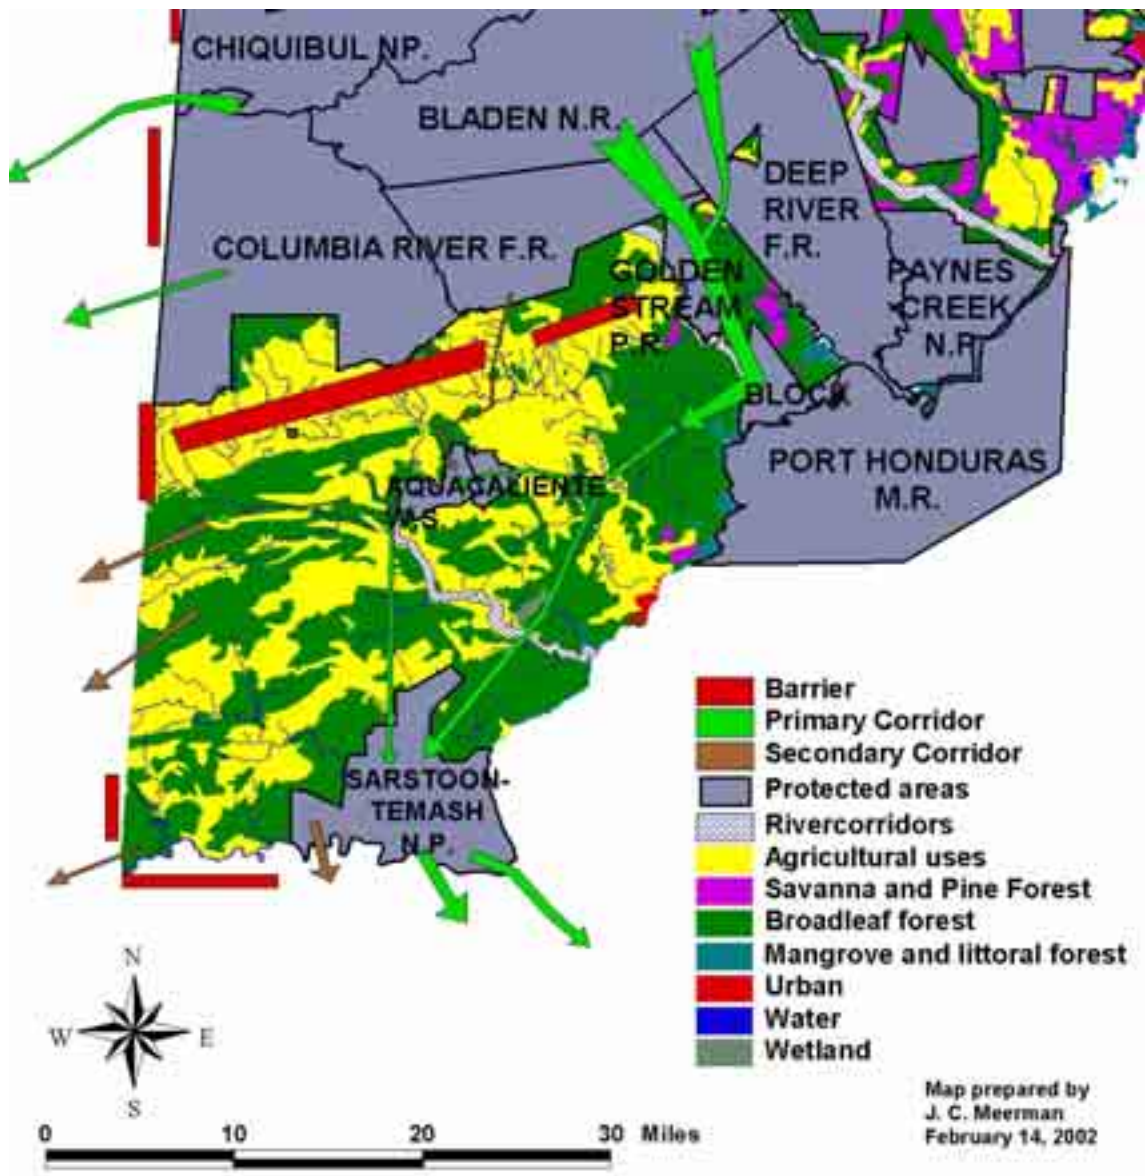 CHIQUIBUL NP.
BLADEN N.R.
DEEP
RIVER
F.R.
COLUMBIA RIVER F.R.
GOLDEN
STREAM
P.R.
PAYNES
CREEK
N.P
BLOCK
PORT HONDURAS
M.R.
AQUACALIENTE
SARSTOON-
TEMASH
N.P.
Barrier
Primary Corridor
Secondary Corridor
Protected areas
Rivercorridors
Agricultural uses
Savanna and Pine Forest
Broadleaf forest
Mangrove and littoral forest
Urban
Water
Wetland
N
W E
S
Map prepared by
J. C. Meerman
February 14, 2002
0 10 20 30 Miles